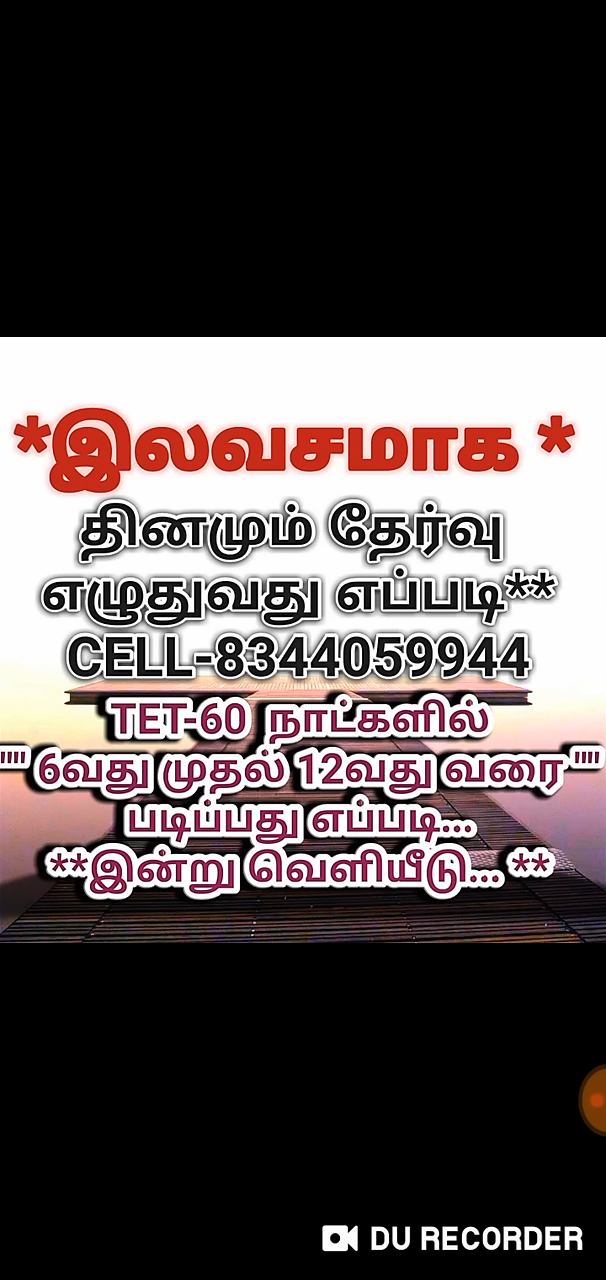 *இலவசமாக *
தினமும் தேர்வு
எழுதுவது எப்படி**
CELL-8344059944
TET-60 நாட்களில்
"" 6வது முதல் 12வது வரை ""
படிப்பது எப்படி...
**இன்று வெளியீடு... **
DU RECORDER